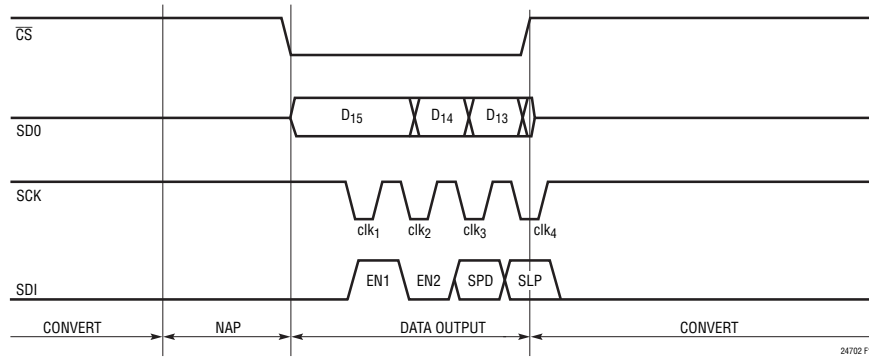 CS
D15 D14 D13
SD0
SCK
clk1 clk2 clk3 clk4
EN1 EN2 SPD SLP
SDI
CONVERT NAP DATA OUTPUT CONVERT
24702 F